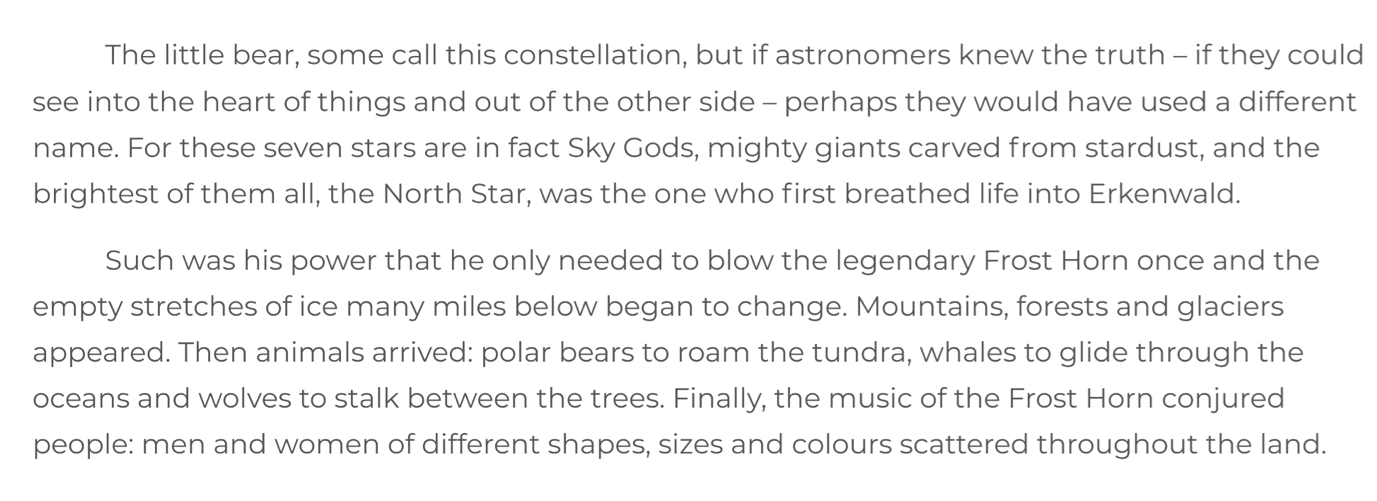 The little bear, some call this constellation, but if astronomers knew the truth – if they could
see into the heart of things and out of the other side – perhaps they would have used a different
name. For these seven stars are in fact Sky Gods, mighty giants carved from stardust, and the
brightest of them all, the North Star, was the one who first breathed life into Erkenwald.
Such was his power that he only needed to blow the legendary Frost Horn once and the
empty stretches of ice many miles below began to change. Mountains, forests and glaciers
appeared. Then animals arrived: polar bears to roam the tundra, whales to glide through the
oceans and wolves to stalk between the trees. Finally, the music of the Frost Horn conjured
people: men and women of different shapes, sizes and colours scattered throughout the land.